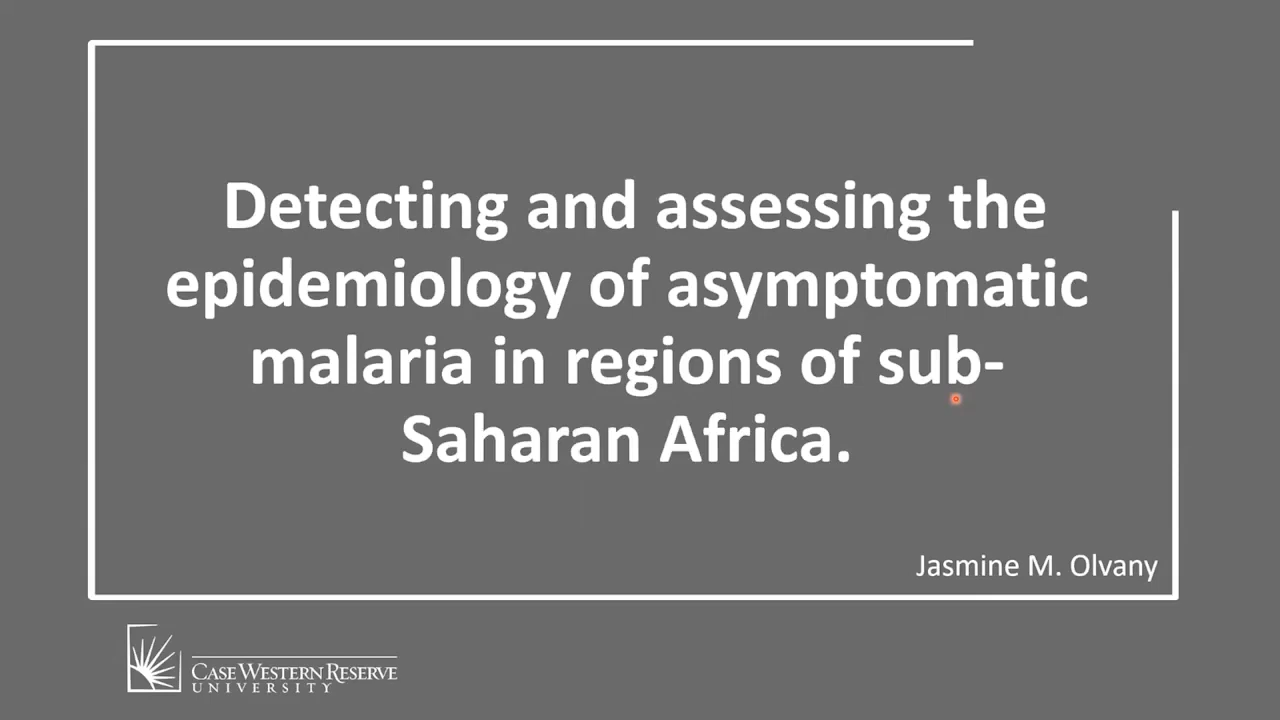 Detecting and assessing the
epidemiology of asymptomatic
malaria in regions of sub-
Saharan Africa.
Jasmine M. Olvany
CASE WESTERN RESERVE
UNIVERSITY